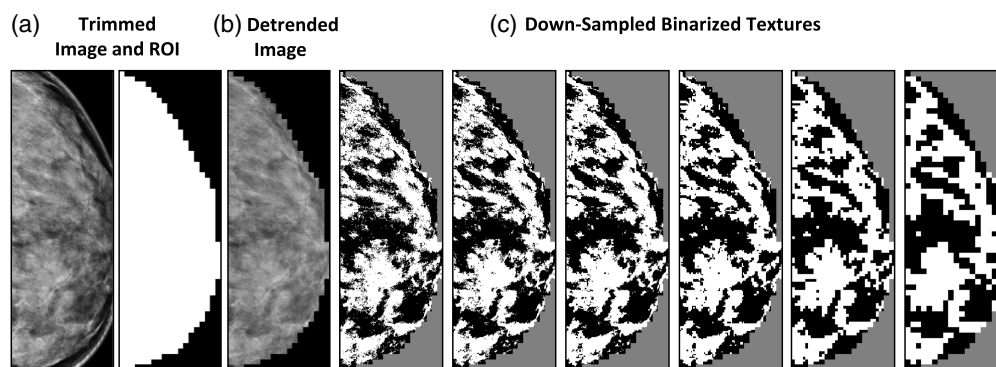 (a) Trimmed
Image and ROI
(b) Detrended
Image
(c) Down-Sampled Binarized Textures